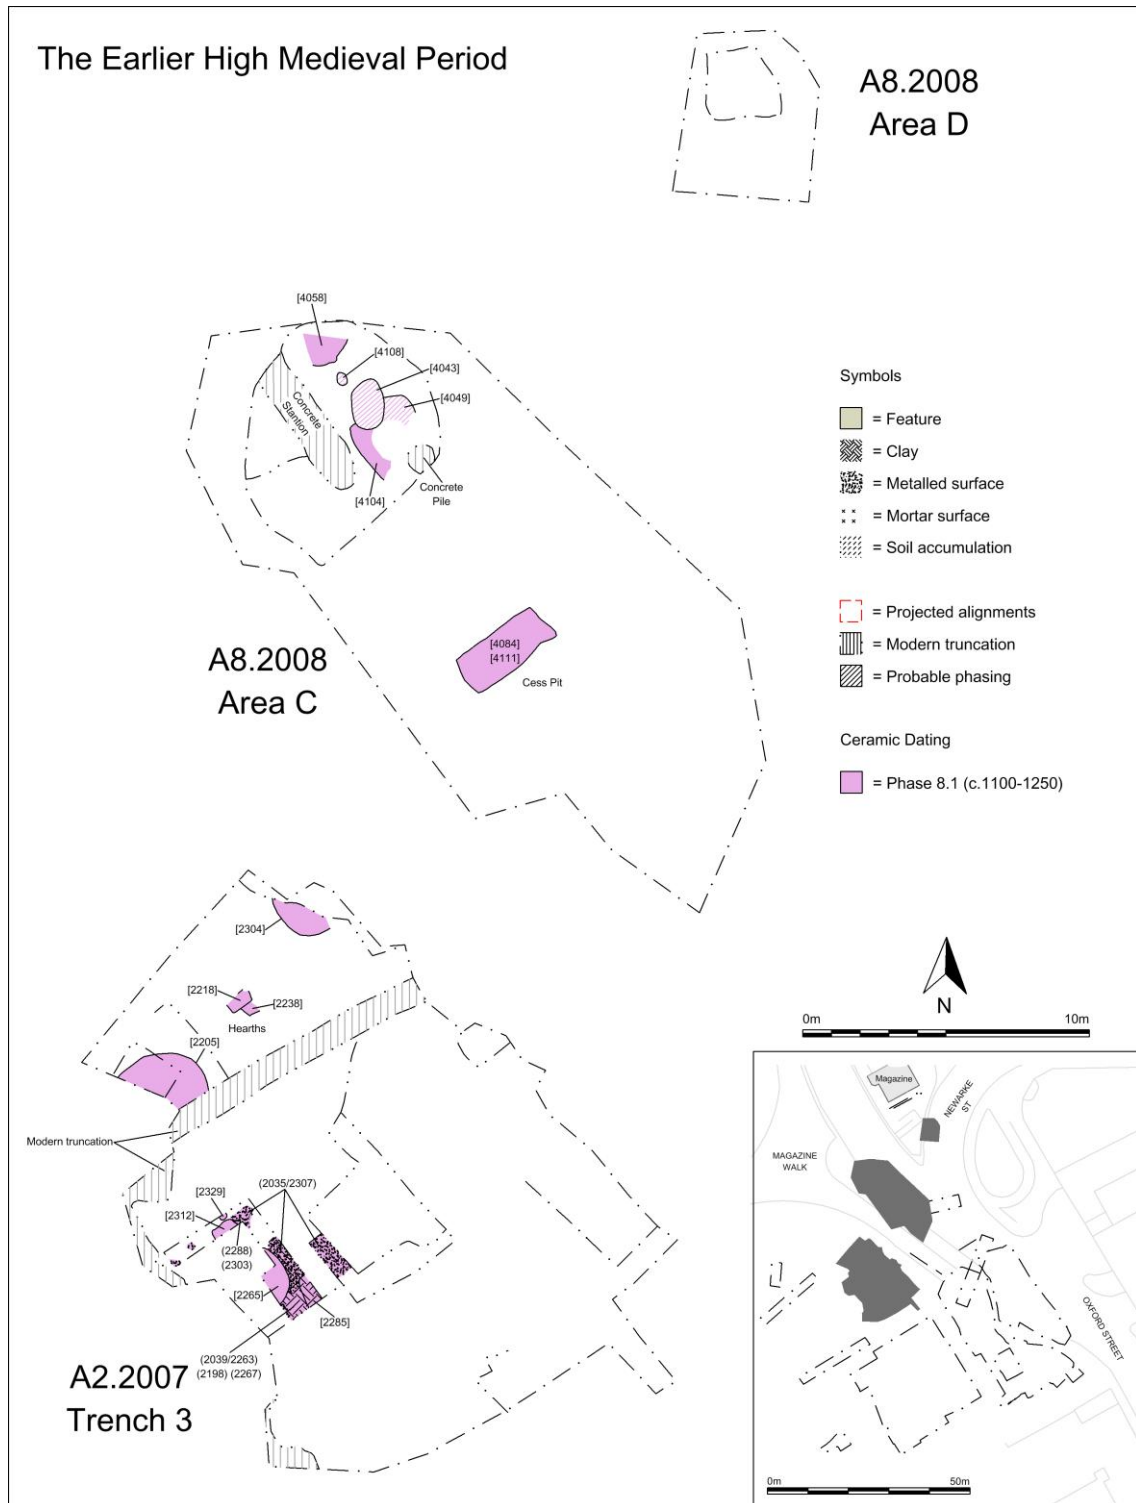 The Earlier High Medieval Period
A8.2008
Area D
[4058]
[4108]
[4043]
[4049]
Concrete
Stantion
[4104]
Concrete
Pile
A8.2008
Area C
[4084]
[4111]
Cess Pit
Symbols
= Feature
= Clay
= Metalled surface
= Mortar surface
= Soil accumulation
= Projected alignments
= Modern truncation
= Probable phasing
Ceramic Dating
= Phase 8.1 (c.1100-1250)
[2304]
[2218]
[2238]
Hearths
[2205]
Modern truncation
[2329]
(2035/2307)
[2312]
(2288)
(2303)
[2265]
[2285]
(2039/2263)
(2198) (2267)
A2.2007
Trench 3
N
0m 10m
Magazine
NEWARKE
ST
MAGAZINE
WALK
OXFORD STREET
0m 50m